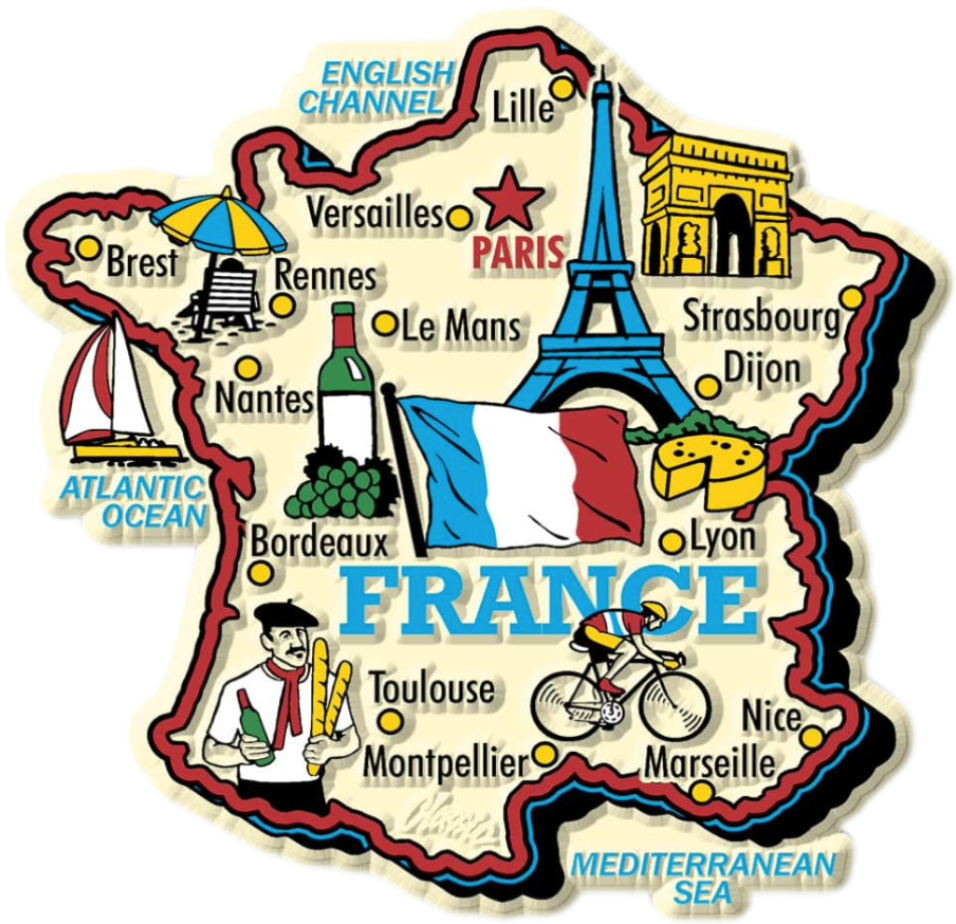 ENGLISH
CHANNEL
Lille
Versailles
PARIS
Brest
Rennes
Le Mans
Strasbourg
Dijon
Nantes
ATLANTIC
OCEAN
Bordeaux
Lyon
FRANCE
Toulouse
Nice
Montpellier
Marseille
MEDITERRANEAN
SEA